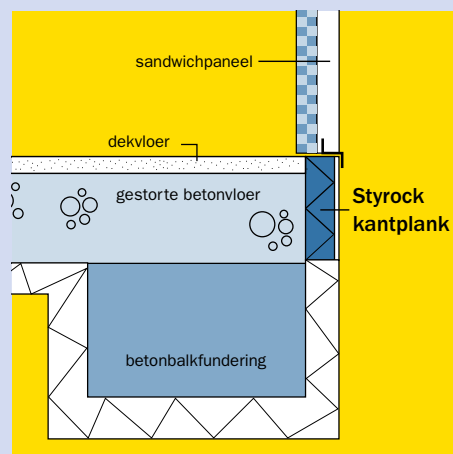 sandwichpaneel
dekvloer
gestorte betonvloer
Styrock
kantplank
betonbalkfundering